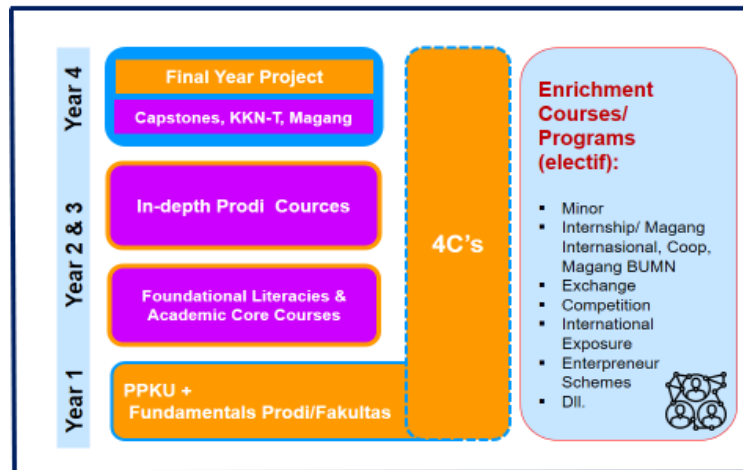 Year 4
Final Year Project
Capstones, KKN-T, Magang
Year 2 & 3
In-depth Prodi Cources
Foundational Literacies &
Academic Core Courses
Year 1
PPKU +
Fundamentals Prodi/Fakultas
4C's
Enrichment
Courses/
Programs
(electif):
▪ Minor
▪ Internship/ Magang
Internasional, Coop,
Magang BUMN
▪ Exchange
▪ Competition
▪ International
Exposure
▪ Enterpreneur
Schemes
▪ Dll.